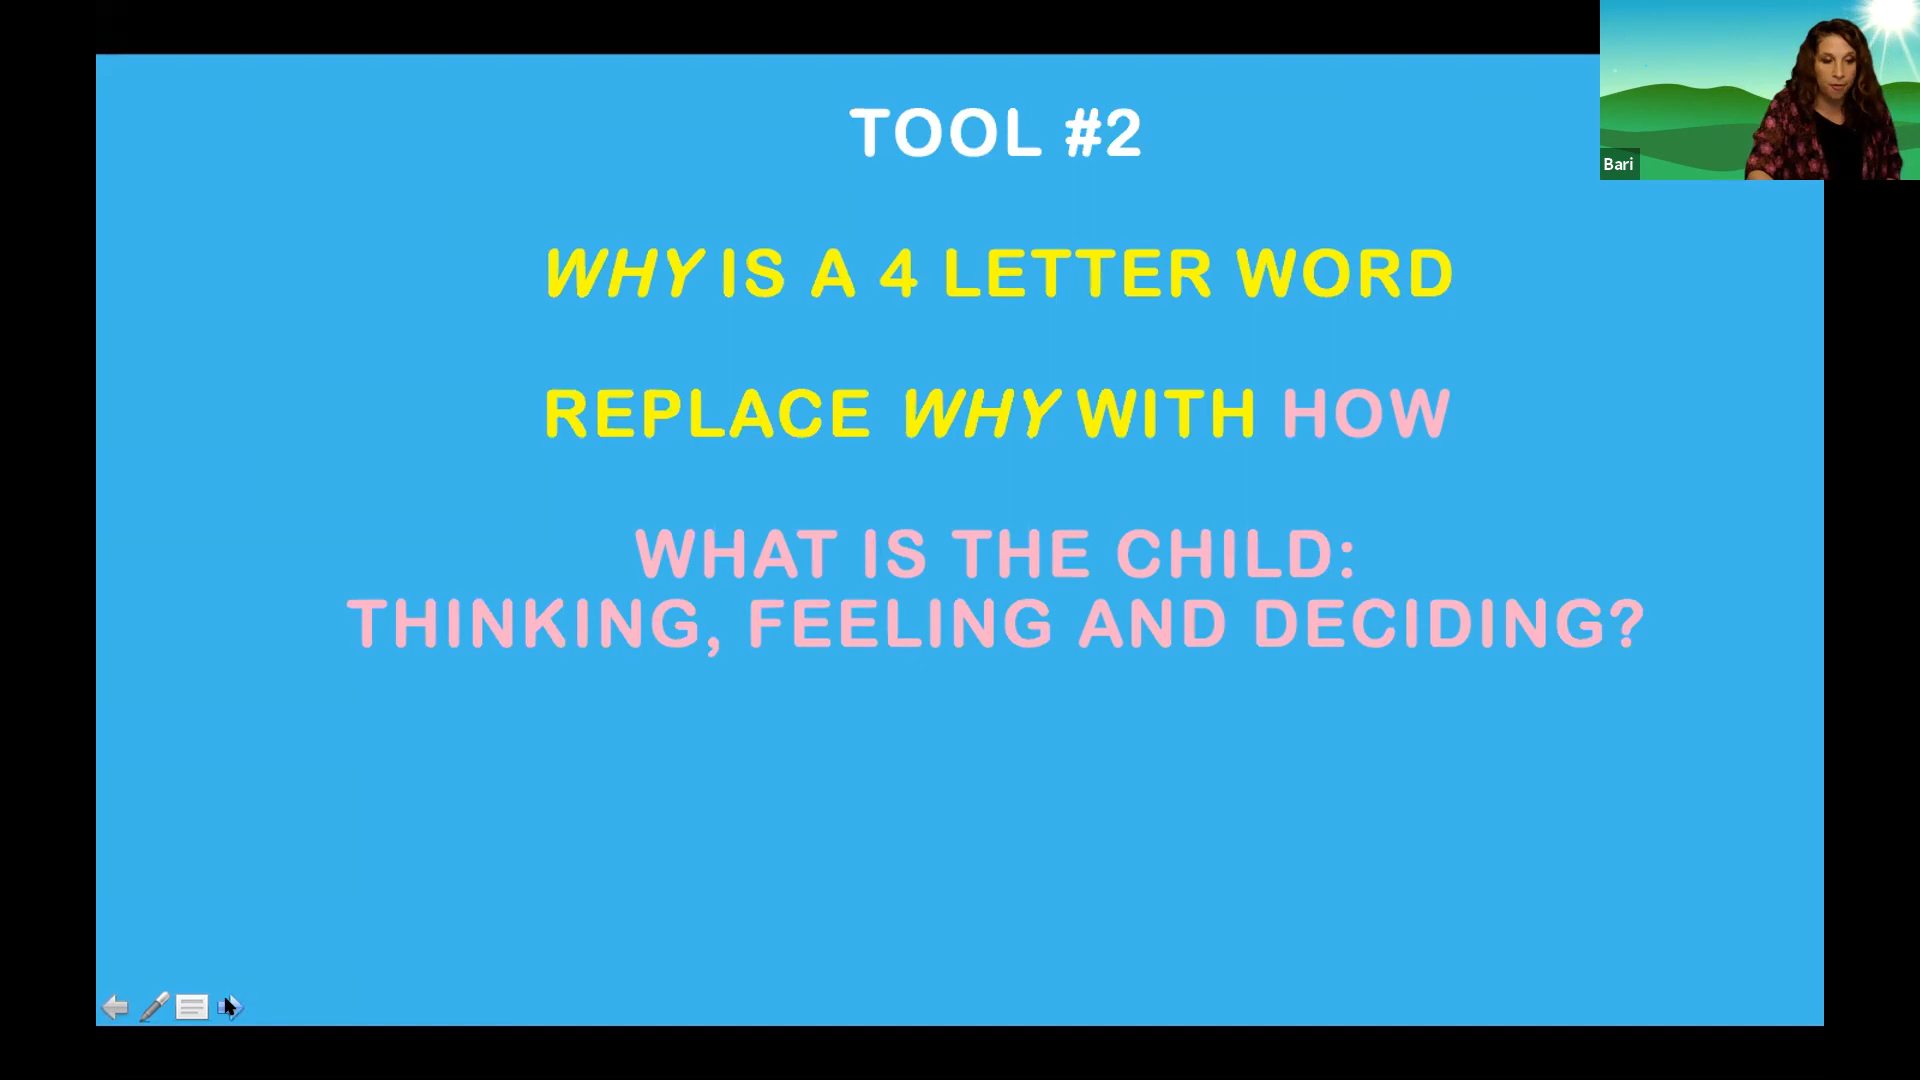 TOOL #2
WHY IS A 4 LETTER WORD
REPLACE WHY WITH HOW
WHAT IS THE CHILD:
THINKING, FEELING AND DECIDING?
Bari